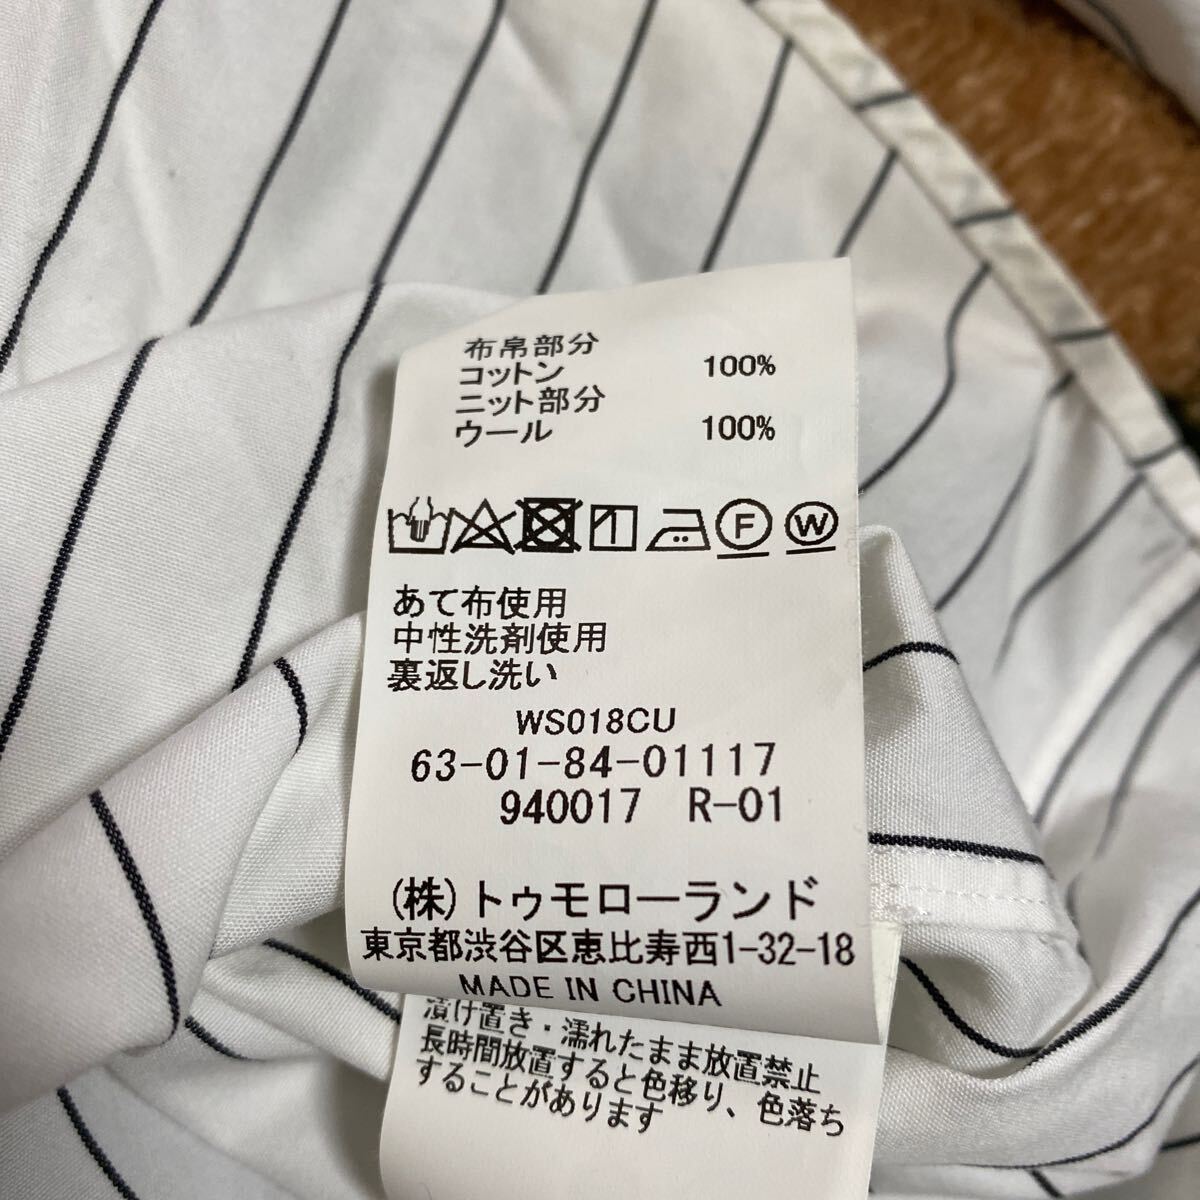 布帛部分
コットン 100%
ニット部分
ウール 100%
F W
あて布使用
中性洗剤使用
裏返し洗い
WS018CU
63-01-84-01117
940017 R-01
(株)トゥモローランド
東京都渋谷区恵比寿西1-32-18
MADE IN CHINA
漬け置き・濡れたまま放置禁止
長時間放置すると色移り、色落ち
することがあります